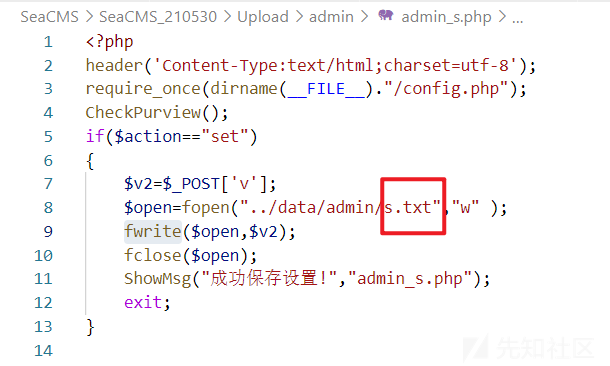 SeaCMS > SeaCMS_210530 > Upload > admin > admin_s.php > ...
1 <?php
2 header('Content-Type:text/html;charset=utf-8');
3 require_once(dirname(__FILE__)."/config.php");
4 CheckPurview();
5 if($action=="set")
6 {
7 $v2=$_POST['v'];
8 $open=fopen("../data/admin/s.txt","w" );
9 fwrite($open,$v2);
10 fclose($open);
11 ShowMsg("成功保存设置!","admin_s.php");
12 exit;
13 }
14
先知社区